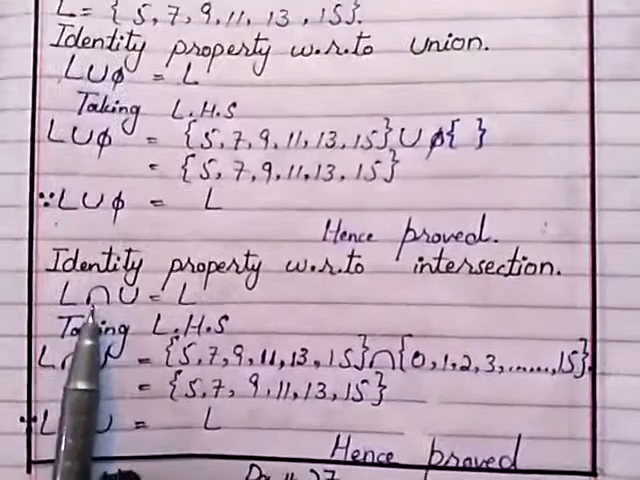 L = { 5, 7, 9, 11, 13, 15}.
Identity property w.r.to union.
L∪ϕ = L
Taking L.H.S
L∪ϕ = {5, 7, 9, 11, 13, 15}∪ϕ{ }
= {5, 7, 9, 11, 13, 15}
∵L∪ϕ = L
Hence proved.
Identity property w.r.to intersection.
L∩U = L
Taking L.H.S
L = {5, 7, 9, 11, 13, 15}∩{0, 1, 2, 3, ......, 15}.
= {5, 7, 9, 11, 13, 15}
L U = L
Hence proved